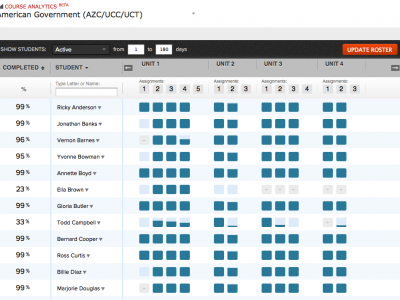 COURSE ANALYTICS BETA
American Government (AZC/UCC/UCT)
SHOW STUDENTS: Active from 1 to 180 days UPDATE ROSTER
COMPLETED STUDENT UNIT 1 UNIT 2 UNIT 3 UNIT 4
% Type Letter or Name: Assignments: Assignments: Assignments: Assignments:
1 2 3 4 5 1 2 3 1 2 3 4 1 2 3
99% Ricky Anderson
99% Jonathan Banks
96% Vernon Barnes -
95% Yvonne Bowman
99% Annette Boyd
23% Ella Brown - - - - - - - -
99% Gloria Butler
33% Todd Campbell -
99% Bernard Cooper
99% Ross Curtis
99% Billie Diaz
99% Marjorie Douglas -